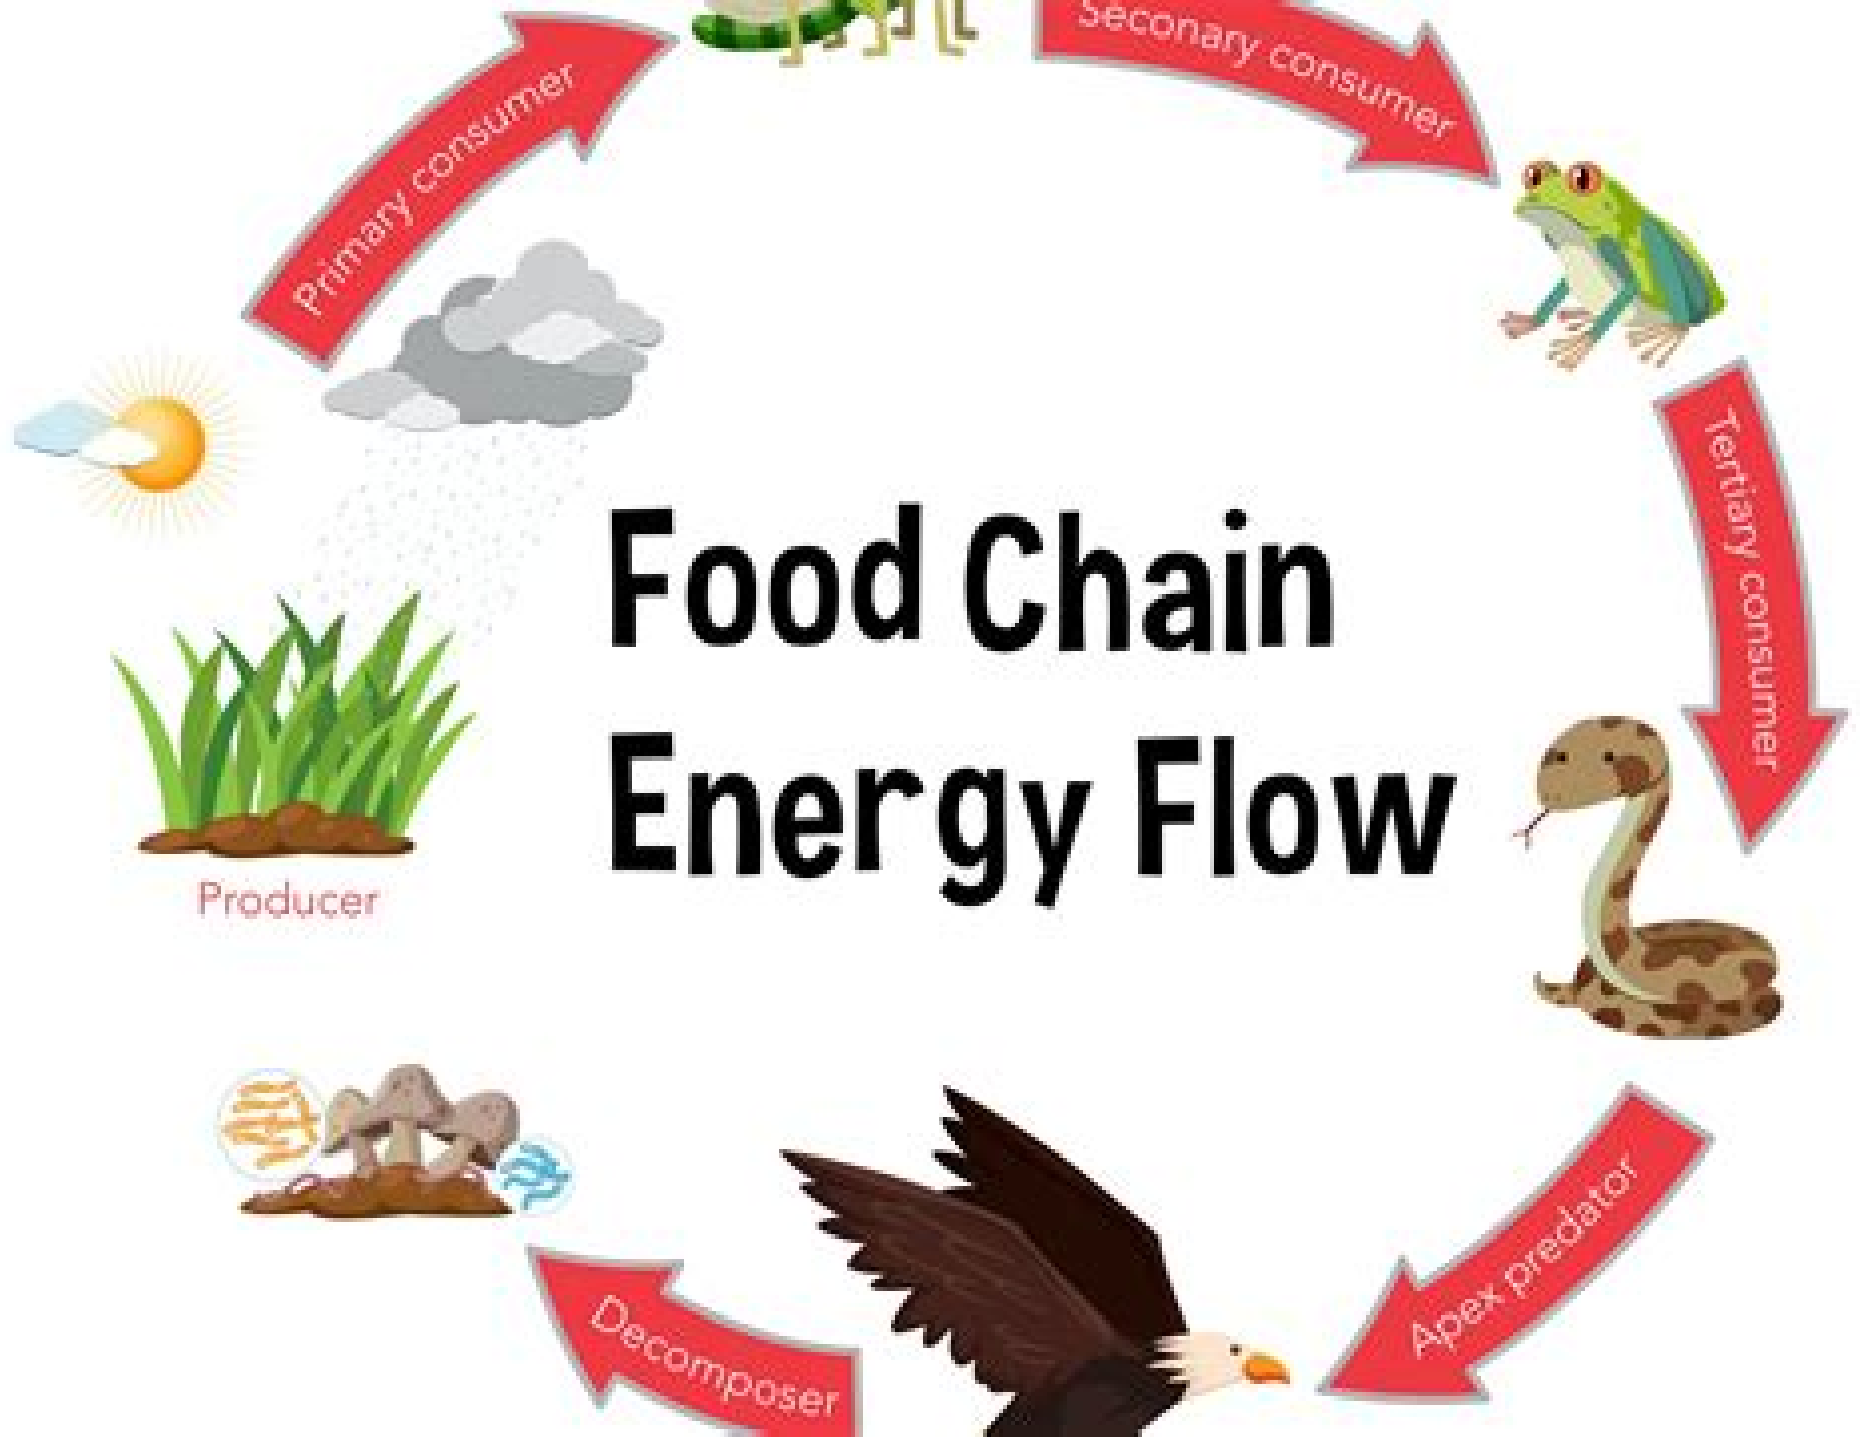 Seconary consumer
Primary consumer
Tertiary consumer
Food Chain
Energy Flow
Producer
Apex predator
Decomposer